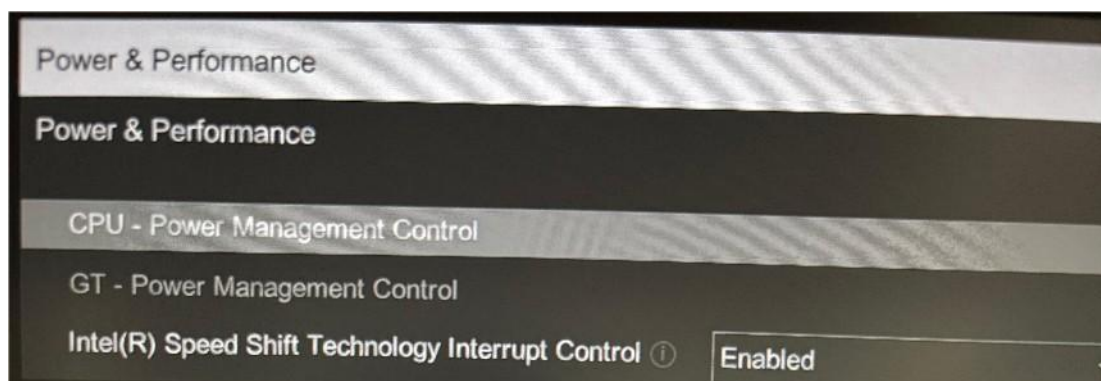 Power & Performance
Power & Performance
CPU - Power Management Control
GT - Power Management Control
Intel(R) Speed Shift Technology Interrupt Control ⓘ Enabled